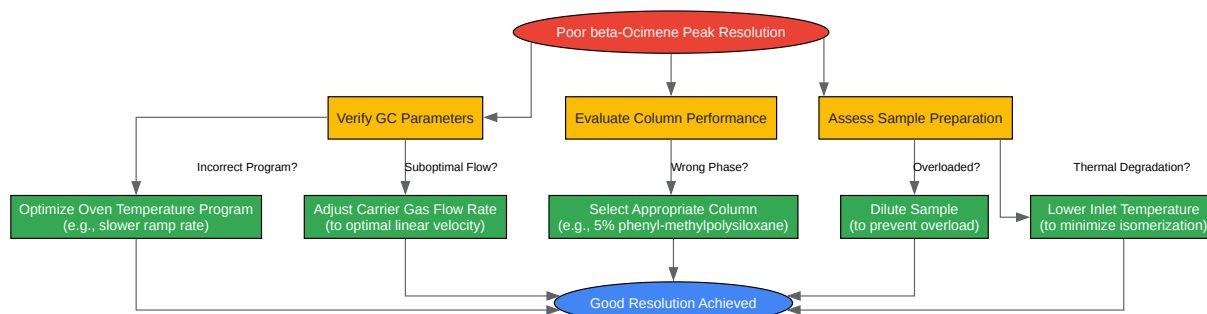 Poor beta-Ocimene Peak Resolution
Verify GC Parameters
Evaluate Column Performance
Assess Sample Preparation
Incorrect Program?
Suboptimal Flow?
Wrong Phase?
Overloaded?
Thermal Degradation?
Optimize Oven Temperature Program
(e.g., slower ramp rate)
Adjust Carrier Gas Flow Rate
(to optimal linear velocity)
Select Appropriate Column
(e.g., 5% phenyl-methylpolysiloxane)
Dilute Sample
(to prevent overload)
Lower Inlet Temperature
(to minimize isomerization)
Good Resolution Achieved